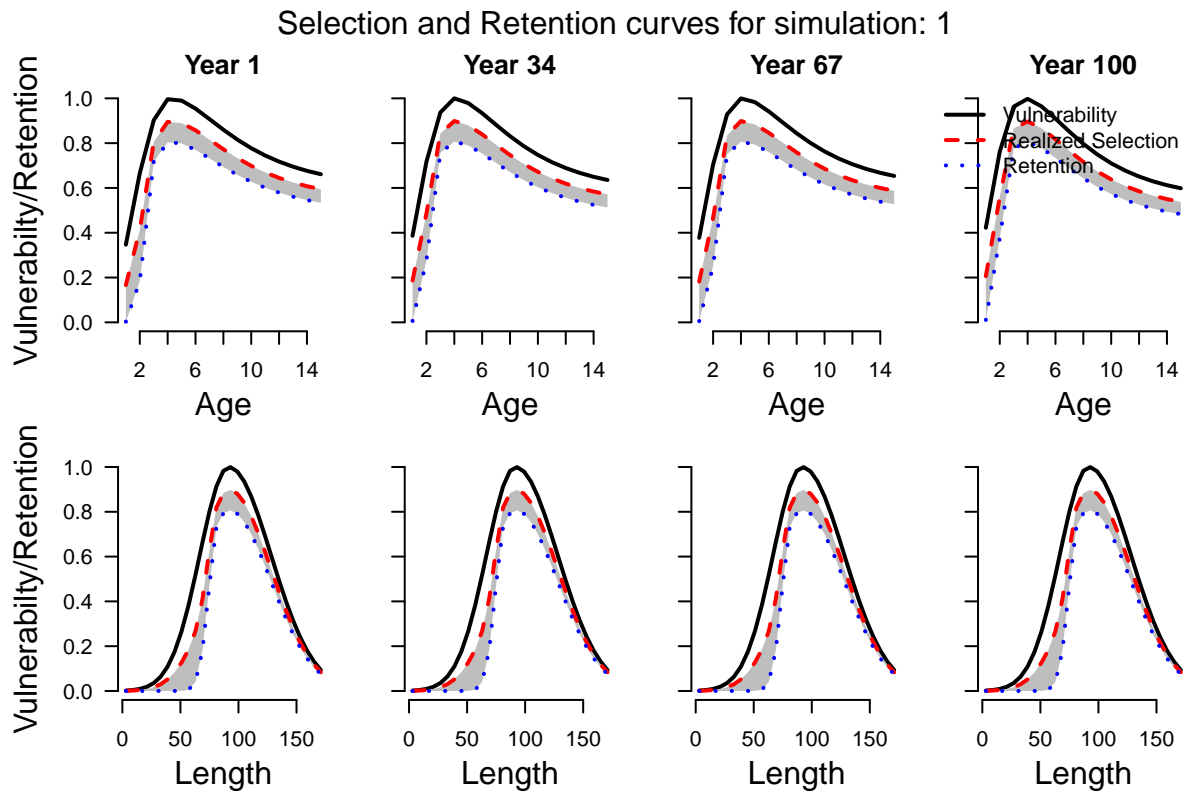 Selection and Retention curves for simulation: 1
Year 1 Year 34 Year 67 Year 100
Vulnerabilty/Retention
1.0
0.8
0.6
0.4
0.2
0.0
Vulnerability
Realized Selection
Retention
2 6 10 14 2 6 10 14 2 6 10 14 2 6 10 14
Age Age Age Age
Vulnerabilty/Retention
1.0
0.8
0.6
0.4
0.2
0.0
0 50 100 150 0 50 100 150 0 50 100 150 0 50 100 150
Length Length Length Length